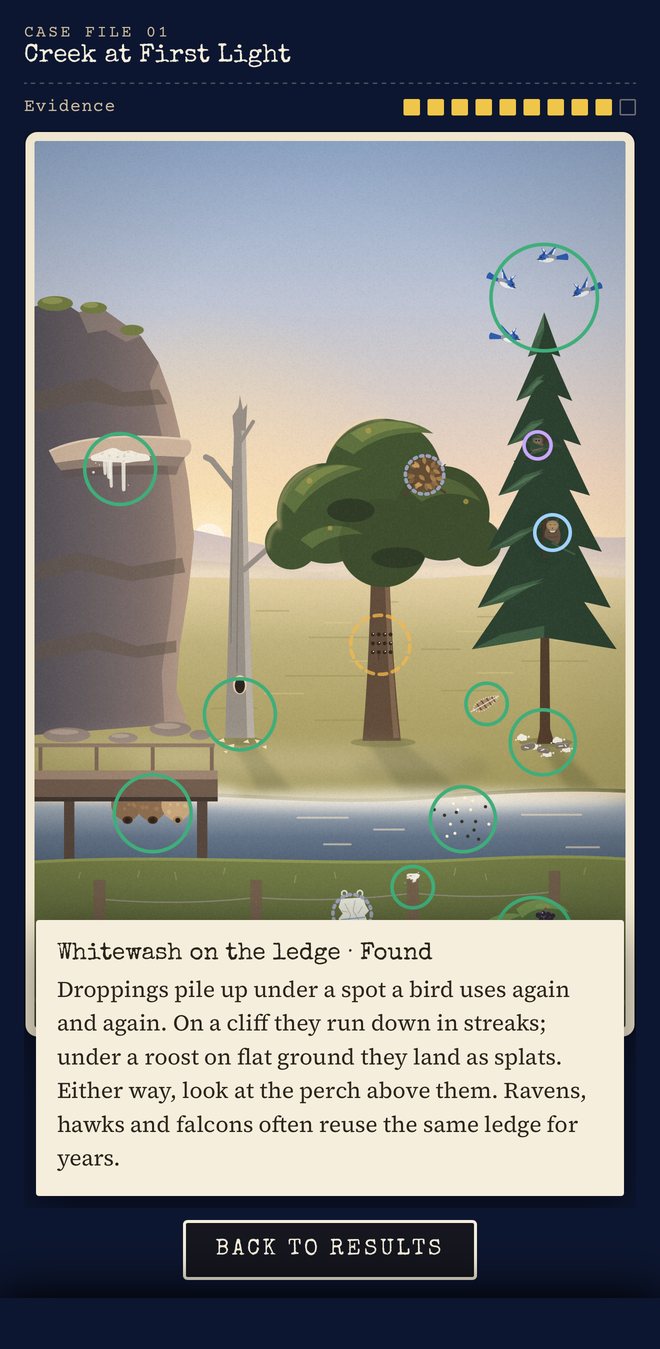 CASE FILE 01
Creek at First Light
Evidence
Whitewash on the ledge · Found
Droppings pile up under a spot a bird uses again
and again. On a cliff they run down in streaks;
under a roost on flat ground they land as splats.
Either way, look at the perch above them. Ravens,
hawks and falcons often reuse the same ledge for
years.
BACK TO RESULTS